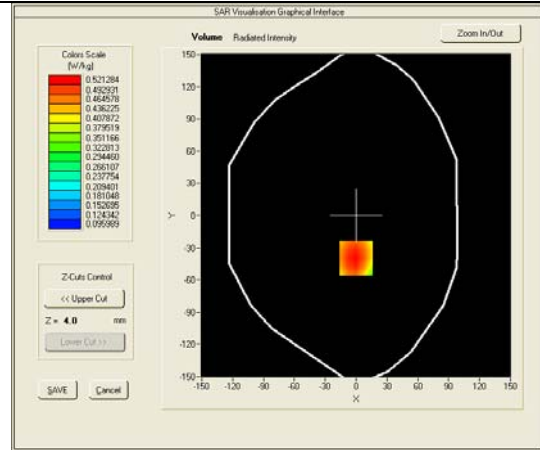 SAR Visualisation Graphical Interface
Volume Radiated Intensity
Zoom In/Out
Colors Scale
(W/kg)
0.521284
0.492931
0.464578
0.436225
0.407872
0.379519
0.351166
0.322813
0.294460
0.266107
0.237754
0.209401
0.181048
0.152695
0.124342
0.095989
Z-Cuts Control
<< Upper Cut
Z = 4.0 mm
Lower Cut >>
SAVE Cancel
150
120
90
60
30
0
-30
-60
-90
-120
-150
Y
-150 -120 -90 -60 -30 0 30 60 90 120 150
X